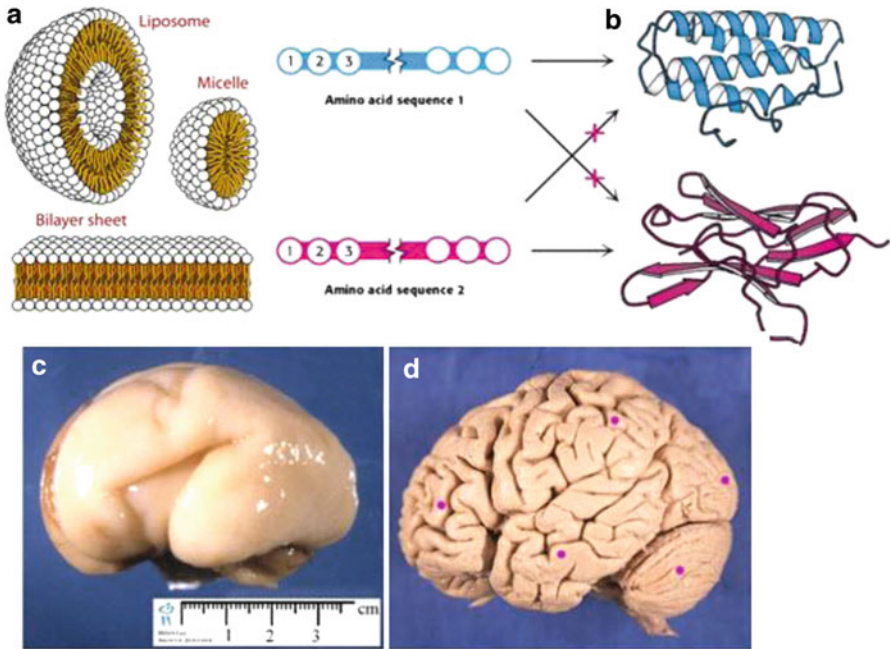 a
Liposome
Micelle
Bilayer sheet
1 2 3
Amino acid sequence 1
1 2 3
Amino acid sequence 2
b
c
cm
1 2 3
d